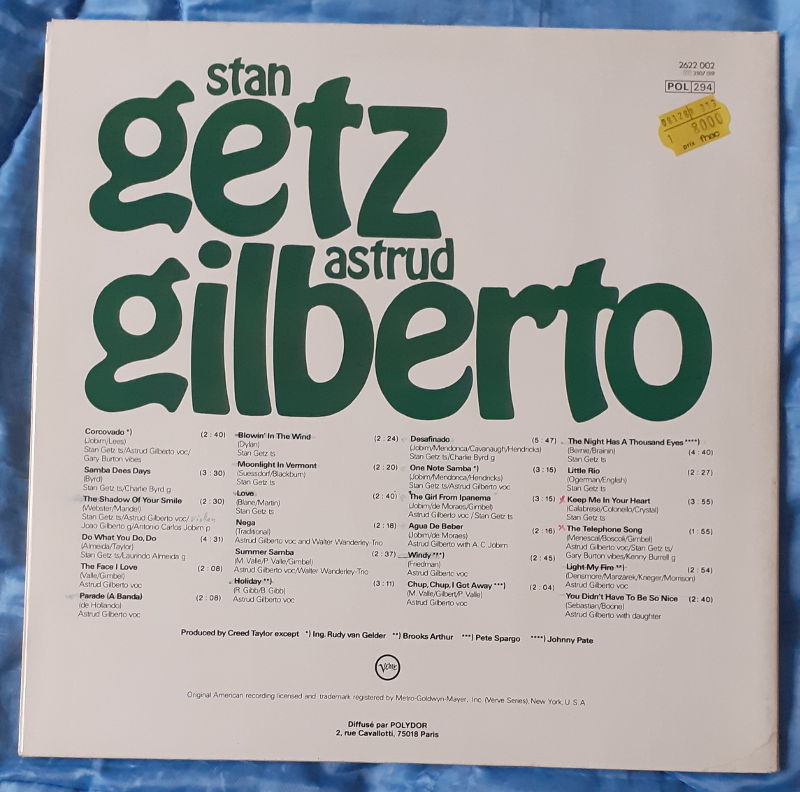 stan
getz
astrud
gilberto
2622 002
POL 294
1 8000
prix fnac
Corcovado *) (2 : 40)
(Jobim/Lees)
Stan Getz ts/Astrud Gilberto voc/
Gary Burton vibes
Samba Dees Days (3 : 30)
(Byrd)
Stan Getz ts/Charlie Byrd g
The Shadow Of Your Smile (2 : 30)
(Webster/Mandel)
Stan Getz ts/Astrud Gilberto voc/
Joao Gilberto g/Antonio Carlos Jobim p
Do What You Do, Do (4 : 31)
(Almeida/Taylor)
Stan Getz ts/Laurindo Almeida g
The Face I Love (2 : 08)
(Valle/Gimbel)
Astrud Gilberto voc
Parade (A Banda) (2 : 08)
(de Hollando)
Astrud Gilberto voc
Blowin' In The Wind (2 : 24)
(Dylan)
Stan Getz ts
Moonlight In Vermont (2 : 20)
(Suessdorf/Blackburn)
Stan Getz ts
Love (2 : 40)
(Blane/Martin)
Stan Getz ts
Nega (2 : 18)
(Traditional)
Astrud Gilberto voc and Walter Wanderley-Trio
Summer Samba (2 : 37)
(M. Valle/P. Valle/Gimbel)
Astrud Gilberto voc/Walter Wanderley-Trio
Holiday **) (3 : 11)
(R. Gibb/B. Gibb)
Astrud Gilberto voc
Desafinado (5 : 47)
(Jobim/Mendonca/Cavanaugh/Hendricks)
Stan Getz ts/Charlie Byrd g
One Note Samba *) (3 : 15)
(Jobim/Mendonca/Hendricks)
Stan Getz ts/Astrud Gilberto voc
The Girl From Ipanema (3 : 15)
(Jobim/de Moraes/Gimbel)
Astrud Gilberto voc / Stan Getz ts
Agua De Beber (2 : 16)
(Jobim/de Moraes)
Astrud Gilberto with A. C. Jobim
Windy **) (2 : 45)
(Friedman)
Astrud Gilberto voc
Chup, Chup, I Got Away ***) (2 : 04)
(M. Valle/Gilbert/P. Valle)
Astrud Gilberto voc
The Night Has A Thousand Eyes ****)
(Bernie/Brainin) (4 : 40)
Stan Getz ts
Little Rio (2 : 27)
(Ogerman/English)
Stan Getz ts
Keep Me In Your Heart (3 : 55)
(Calabrese/Colonello/Crystal)
Stan Getz ts
The Telephone Song (1 : 55)
(Menescal/Boscoli/Gimbel)
Astrud Gilberto voc/Stan Getz ts/
Gary Burton vibes/Kenny Burrell g
Light My Fire **) (2 : 54)
(Densmore/Manzarek/Krieger/Morrison)
Astrud Gilberto voc
You Didn't Have To Be So Nice (2 : 40)
(Sebastian/Boone)
Astrud Gilberto with daughter
Produced by Creed Taylor except *) Ing. Rudy van Gelder **) Brooks Arthur ***) Pete Spargo ****) Johnny Pate
Verve
Original American recording licensed and trademark registered by Metro-Goldwyn-Mayer, Inc. (Verve Series), New York, U.S.A.
Diffusé par POLYDOR
2, rue Cavallotti, 75018 Paris